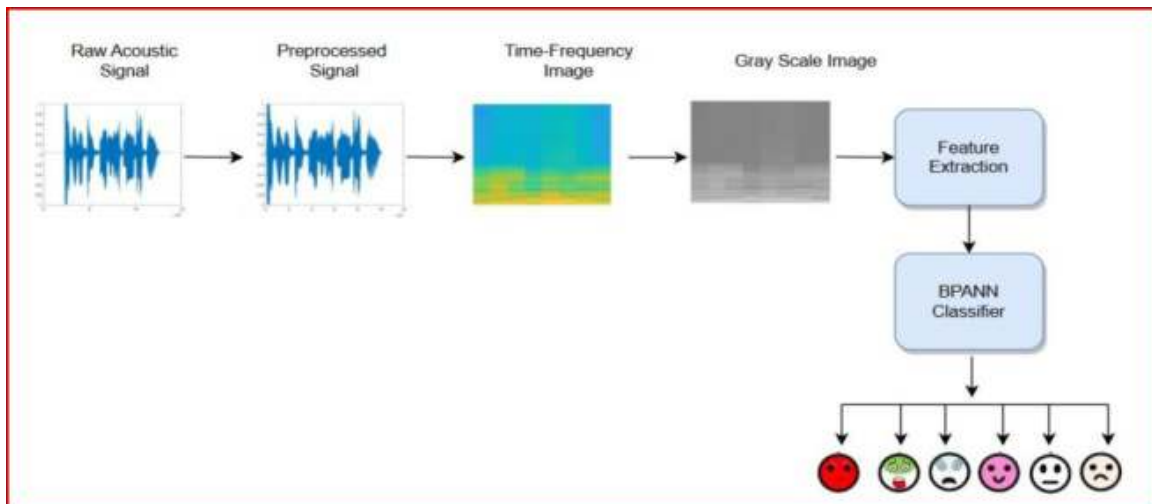 Raw Acoustic
Signal
Preprocessed
Signal
Time-Frequency
Image
Gray Scale Image
Feature
Extraction
BPANN
Classifier